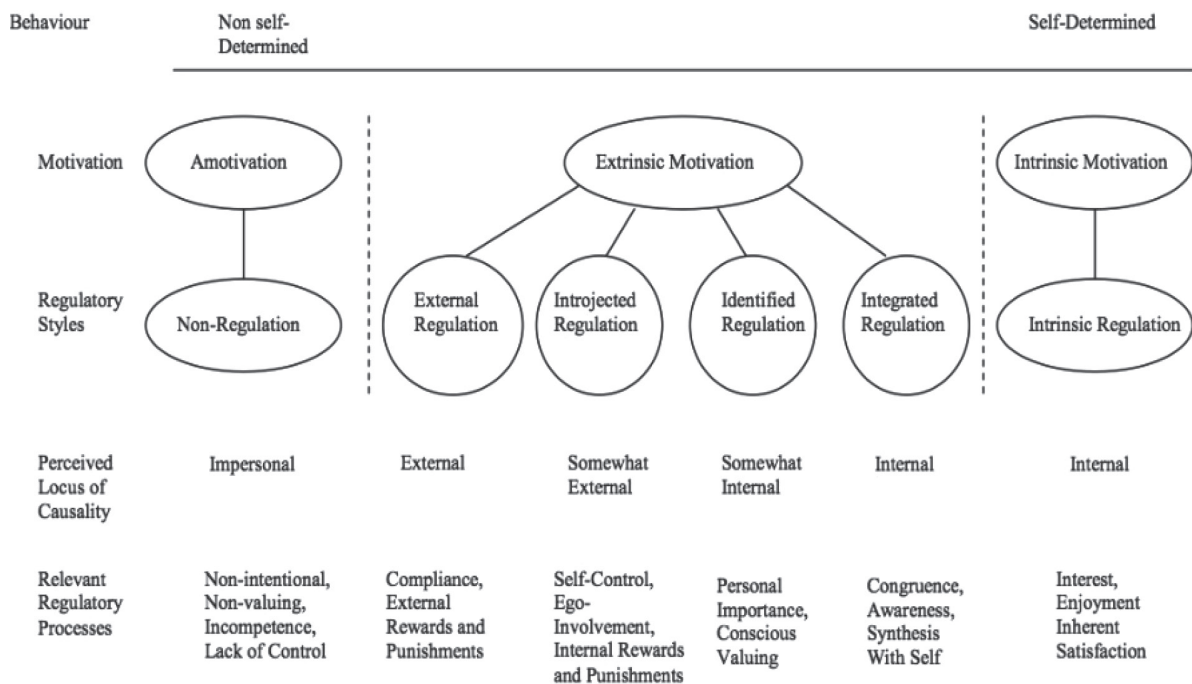 Behaviour
Non self-
Determined
Self-Determined
Motivation
Amotivation
Extrinsic Motivation
Intrinsic Motivation
Regulatory
Styles
Non-Regulation
External
Regulation
Introjected
Regulation
Identified
Regulation
Integrated
Regulation
Intrinsic Regulation
Perceived
Locus of
Causality
Impersonal
External
Somewhat
External
Somewhat
Internal
Internal
Internal
Relevant
Regulatory
Processes
Non-intentional,
Non-valuing,
Incompetence,
Lack of Control
Compliance,
External
Rewards and
Punishments
Self-Control,
Ego-
Involvement,
Internal Rewards
and Punishments
Personal
Importance,
Conscious
Valuing
Congruence,
Awareness,
Synthesis
With Self
Interest,
Enjoyment
Inherent
Satisfaction